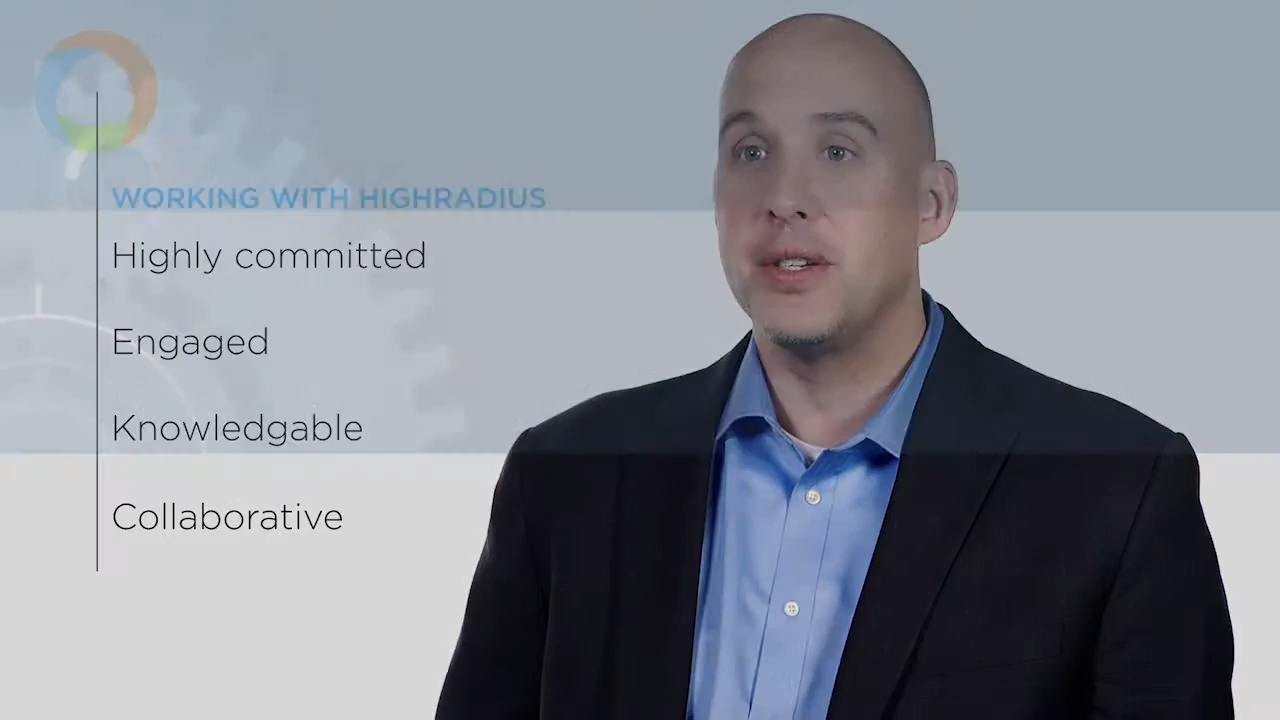 WORKING WITH HIGHRADIUS
Highly committed
Engaged
Knowledgable
Collaborative